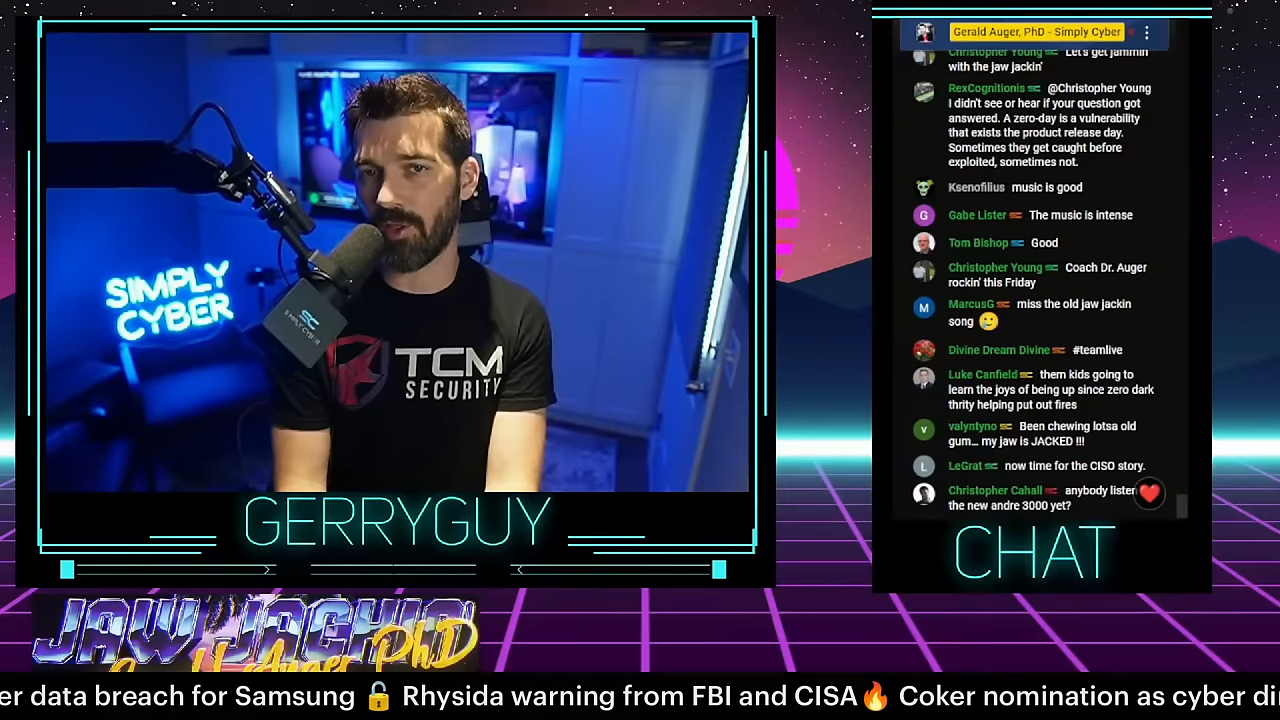 SIMPLY
CYBER
SIMPLY CYBER
TCM
SECURITY
GERRYGUY
Gerald Auger, PhD - Simply Cyber
Christopher Young Let's get jammin
with the jaw jackin'
RexCognitionis @Christopher Young
I didn't see or hear if your question got
answered. A zero-day is a vulnerability
that exists the product release day.
Sometimes they get caught before
exploited, sometimes not.
Ksenofilius music is good
G Gabe Lister The music is intense
Tom Bishop Good
Christopher Young Coach Dr. Auger
rockin' this Friday
M MarcusG miss the old jaw jackin
song
Divine Dream Divine #teamlive
Luke Canfield them kids going to
learn the joys of being up since zero dark
thrity helping put out fires
v valyntyno Been chewing lotsa old
gum... my jaw is JACKED !!!
L LeGrat now time for the CISO story.
Christopher Cahall anybody listen
the new andre 3000 yet?
CHAT
JAW JACKIN'
PhD
er data breach for Samsung 🔓 Rhysida warning from FBI and CISA🔥 Coker nomination as cyber di